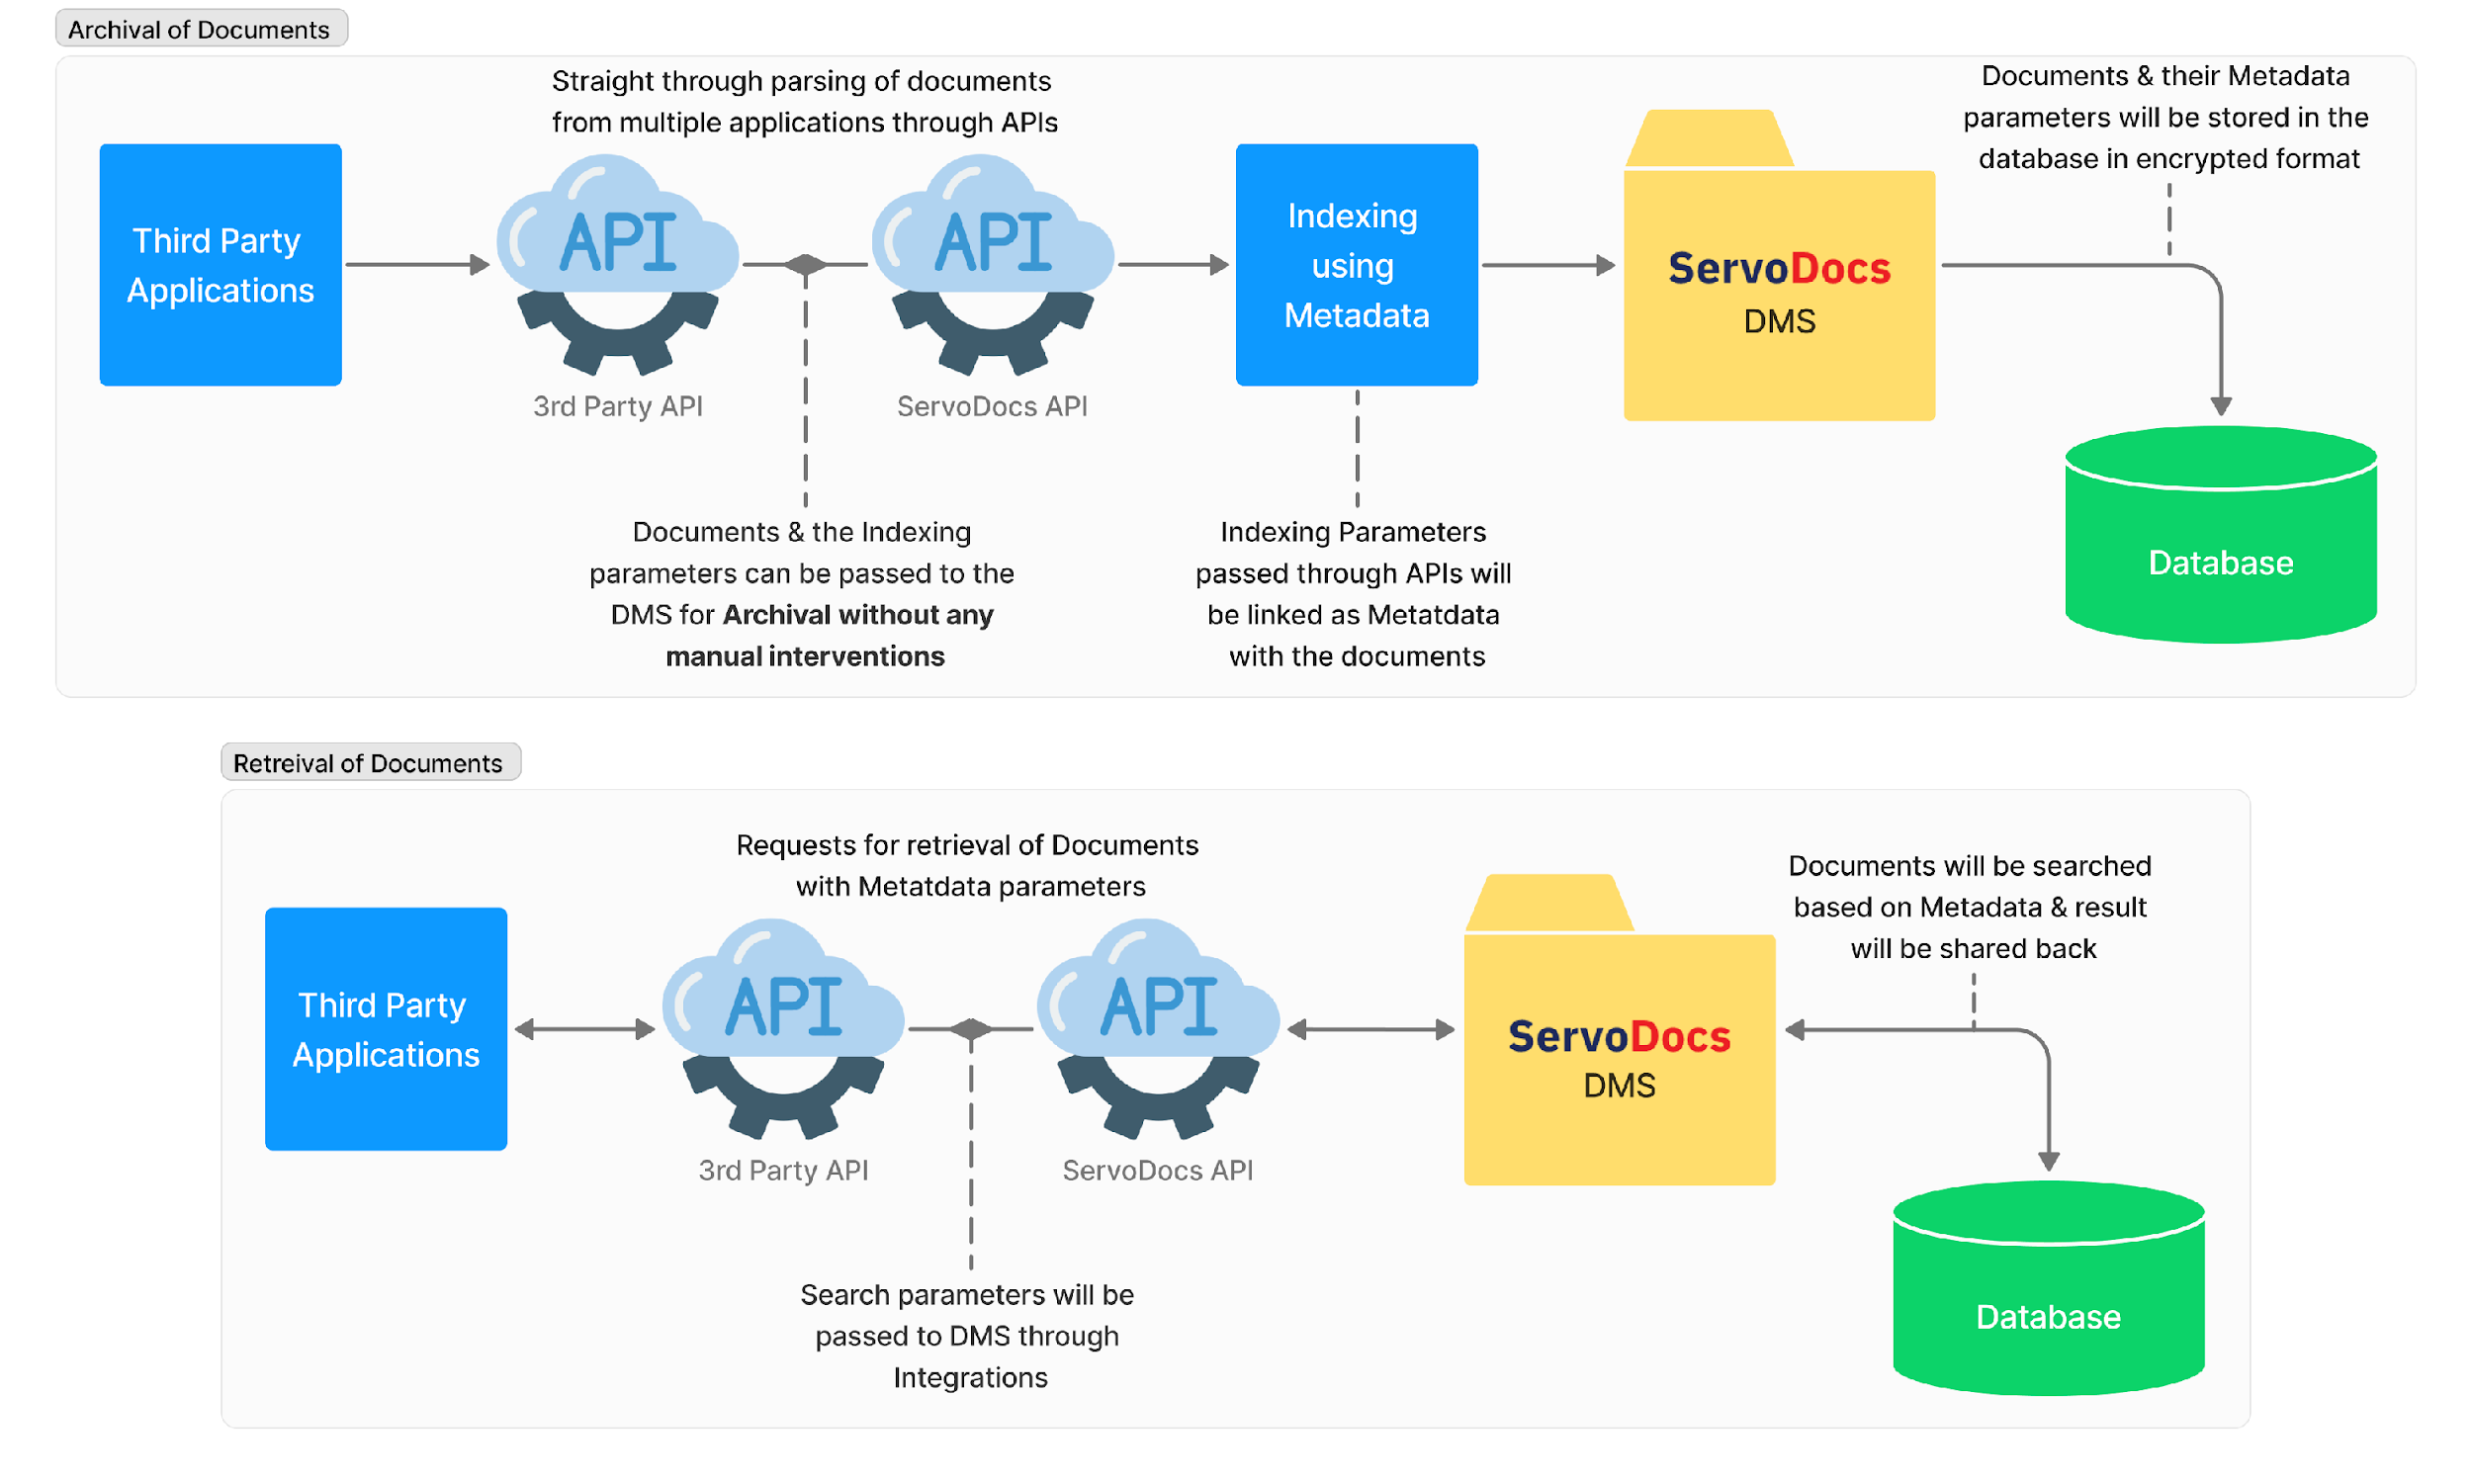 Archival of Documents
Straight through parsing of documents
from multiple applications through APIs
Documents & their Metadata
parameters will be stored in the
database in encrypted format
Third Party
Applications
API
3rd Party API
API
ServoDocs API
Indexing
using
Metadata
ServoDocs
DMS
Database
Documents & the Indexing
parameters can be passed to the
DMS for Archival without any
manual interventions
Indexing Parameters
passed through APIs will
be linked as Metatdata
with the documents
Retreival of Documents
Requests for retrieval of Documents
with Metatdata parameters
Documents will be searched
based on Metadata & result
will be shared back
Third Party
Applications
API
3rd Party API
API
ServoDocs API
ServoDocs
DMS
Database
Search parameters will be
passed to DMS through
Integrations